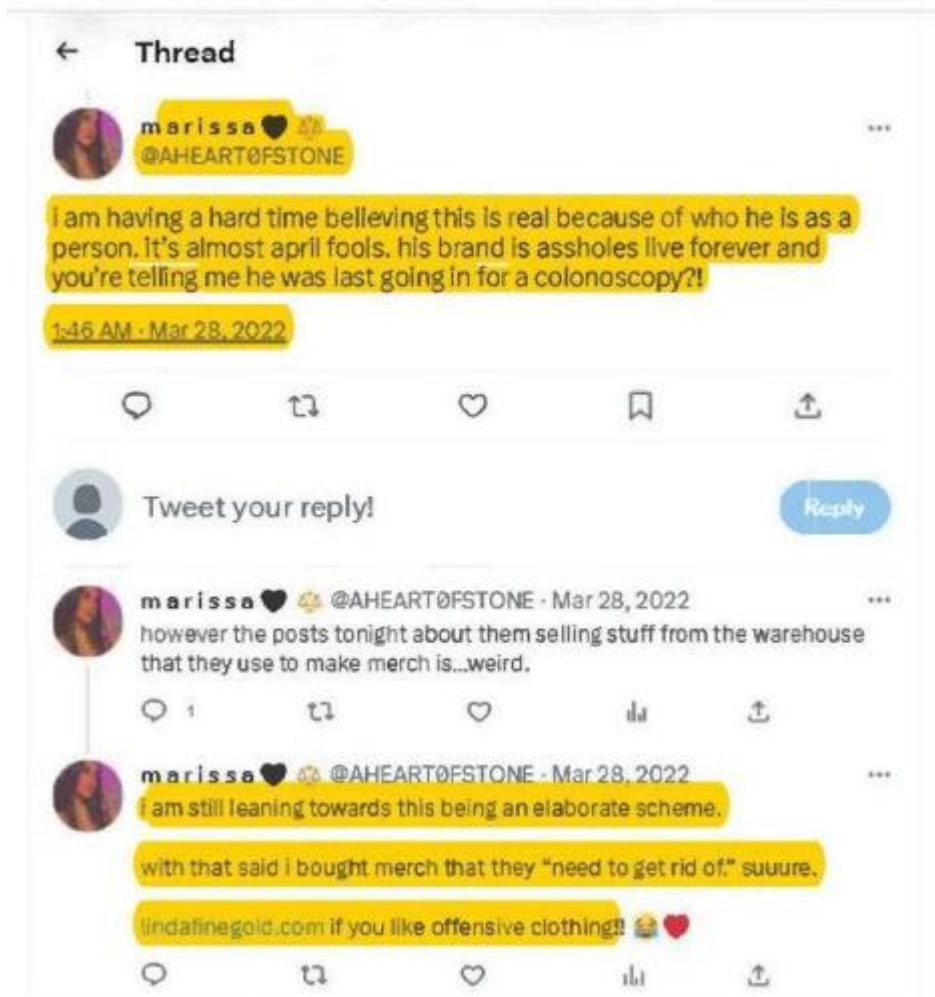 Thread
marissa🖤 ⚖️
@AHEARTØFSTONE
i am having a hard time believing this is real because of who he is as a
person. it's almost april fools. his brand is assholes live forever and
you're telling me he was last going in for a colonoscopy?!
1:46 AM · Mar 28, 2022
Tweet your reply!
Reply
marissa🖤 ⚖️ @AHEARTØFSTONE · Mar 28, 2022
however the posts tonight about them selling stuff from the warehouse
that they use to make merch is...weird.
1
marissa🖤 ⚖️ @AHEARTØFSTONE · Mar 28, 2022
i am still leaning towards this being an elaborate scheme.
with that said i bought merch that they "need to get rid of." suuure.
lindafinegold.com if you like offensive clothing!! 😂❤️